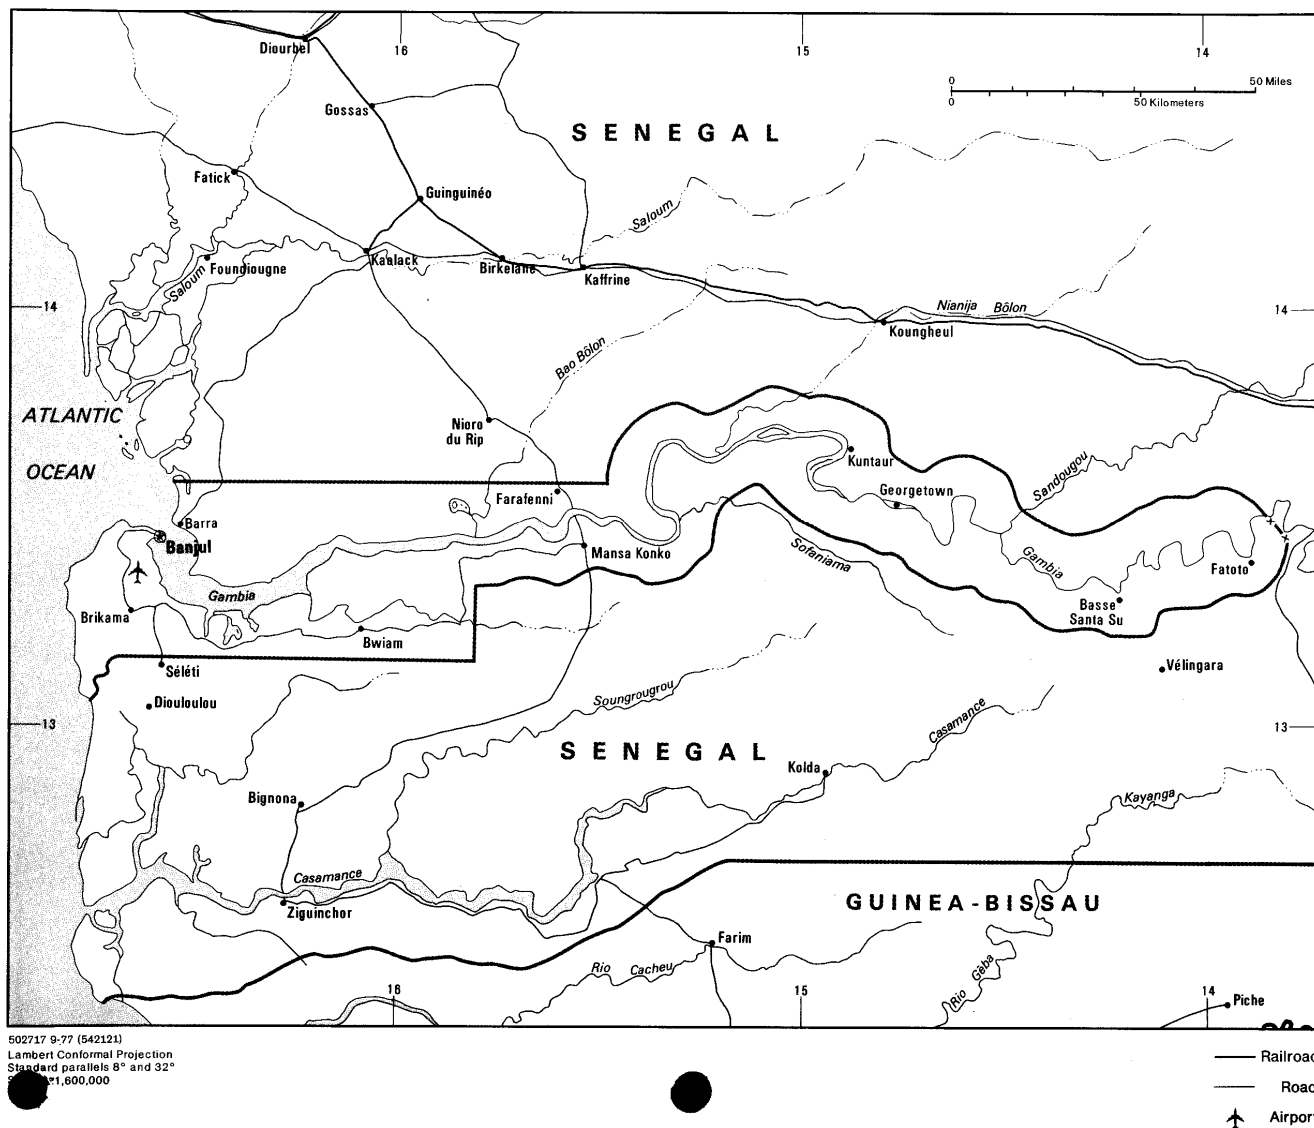 16
15
14
Diourbel
0
50 Miles
0
50 Kilometers
Gossas
SENEGAL
Fatick
Guinguinéo
Saloum
Kaolack
Foundiougne
Birkelane
Kaffrine
Saloum
14
Nianija Bôlon
14
Koungheul
Bao Bôlon
ATLANTIC
OCEAN
Nioro
du Rip
Kuntaur
Sandougou
Georgetown
Farafenni
Barra
Banjul
Mansa Konko
Sofaniama
Gambia
Fatoto
Gambia
Basse
Santa Su
Brikama
Bwiam
Séléti
Vélingara
Diouloulou
Soungrougrou
Casamance
13
13
SENEGAL
Kolda
Bignona
Kayanga
Casamance
Ziguinchor
GUINEA-BISSAU
Farim
Rio Cacheu
Rio Gêba
16
15
14
Piche
502717 9-77 (542121)
Lambert Conformal Projection
Standard parallels 8° and 32°
1,600,000
Railroad
Road
Airport